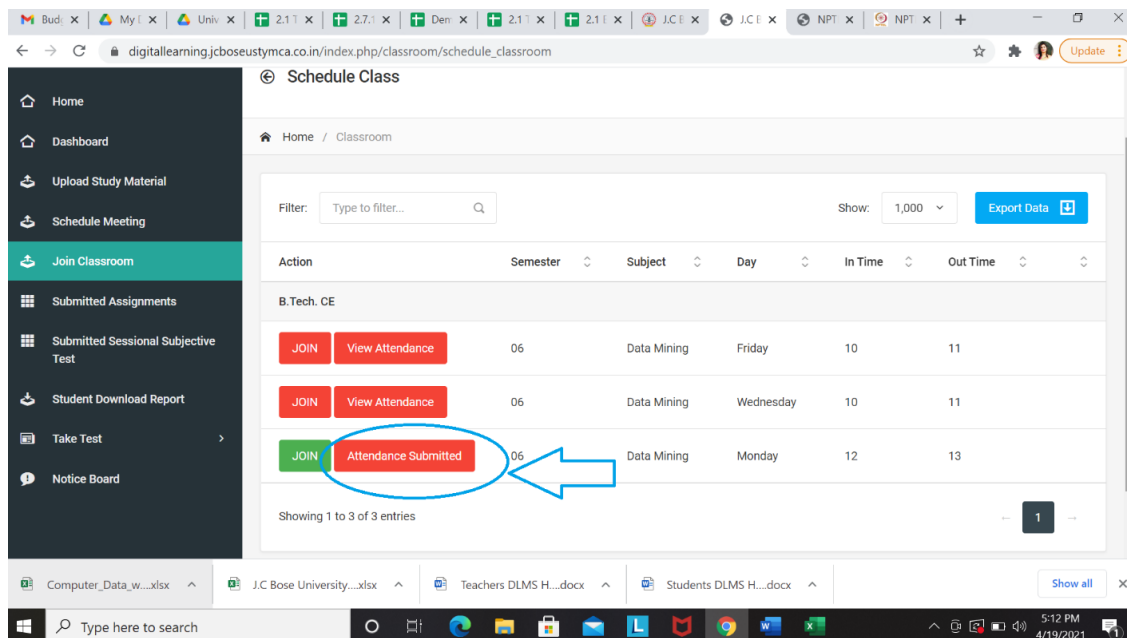 Budg
My D
Univ
2.1 T
2.7.1
Den
2.1 T
2.1 E
J.C E
J.C E
NPT
NPT
digitallearning.jcboseustymca.co.in/index.php/classroom/schedule_classroom
Update
Schedule Class
Home
Home / Classroom
Dashboard
Upload Study Material
Schedule Meeting
Join Classroom
Submitted Assignments
Submitted Sessional Subjective
Test
Student Download Report
Take Test
Notice Board
Filter: Type to filter... Show: 1,000 Export Data
Action Semester Subject Day In Time Out Time
B.Tech. CE
JOIN View Attendance 06 Data Mining Friday 10 11
JOIN View Attendance 06 Data Mining Wednesday 10 11
JOIN Attendance Submitted 06 Data Mining Monday 12 13
Showing 1 to 3 of 3 entries
← 1 →
Computer_Data_w....xlsx
J.C Bose University....xlsx
Teachers DLMS H....docx
Students DLMS H....docx
Show all
Type here to search
5:12 PM
4/19/2021